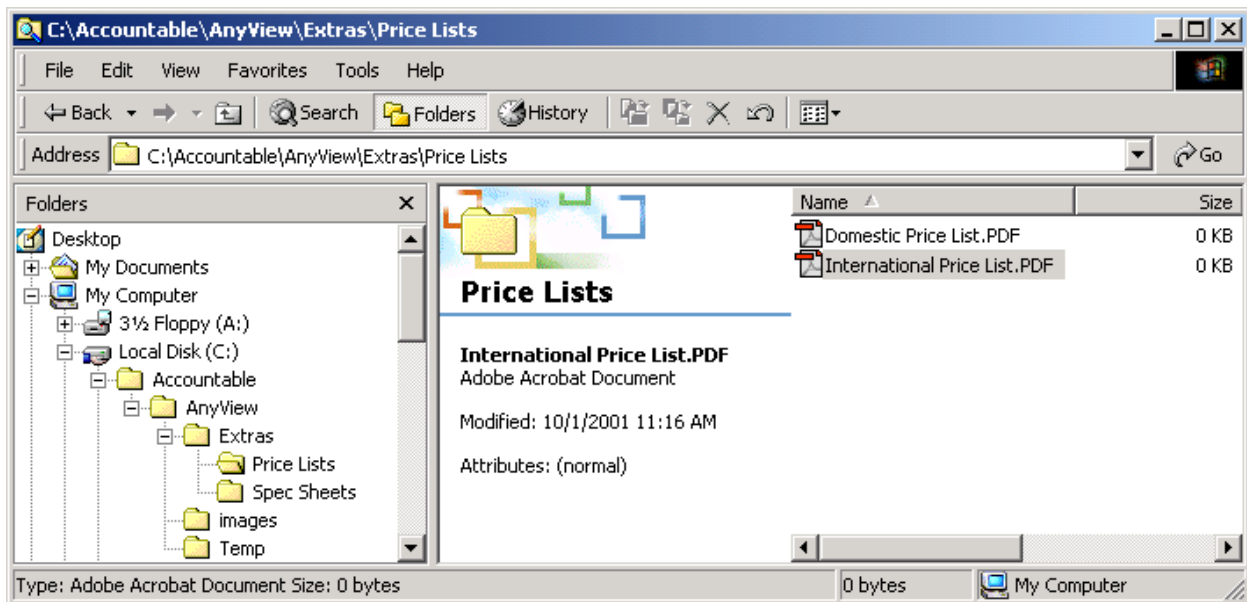 C:\Accountable\AnyView\Extras\Price Lists
File Edit View Favorites Tools Help
Back Search Folders History
Address C:\Accountable\AnyView\Extras\Price Lists Go
Folders
Desktop
My Documents
My Computer
3½ Floppy (A:)
Local Disk (C:)
Accountable
AnyView
Extras
Price Lists
Spec Sheets
images
Temp
Price Lists
International Price List.PDF
Adobe Acrobat Document
Modified: 10/1/2001 11:16 AM
Attributes: (normal)
Name Size
Domestic Price List.PDF 0 KB
International Price List.PDF 0 KB
Type: Adobe Acrobat Document Size: 0 bytes 0 bytes My Computer